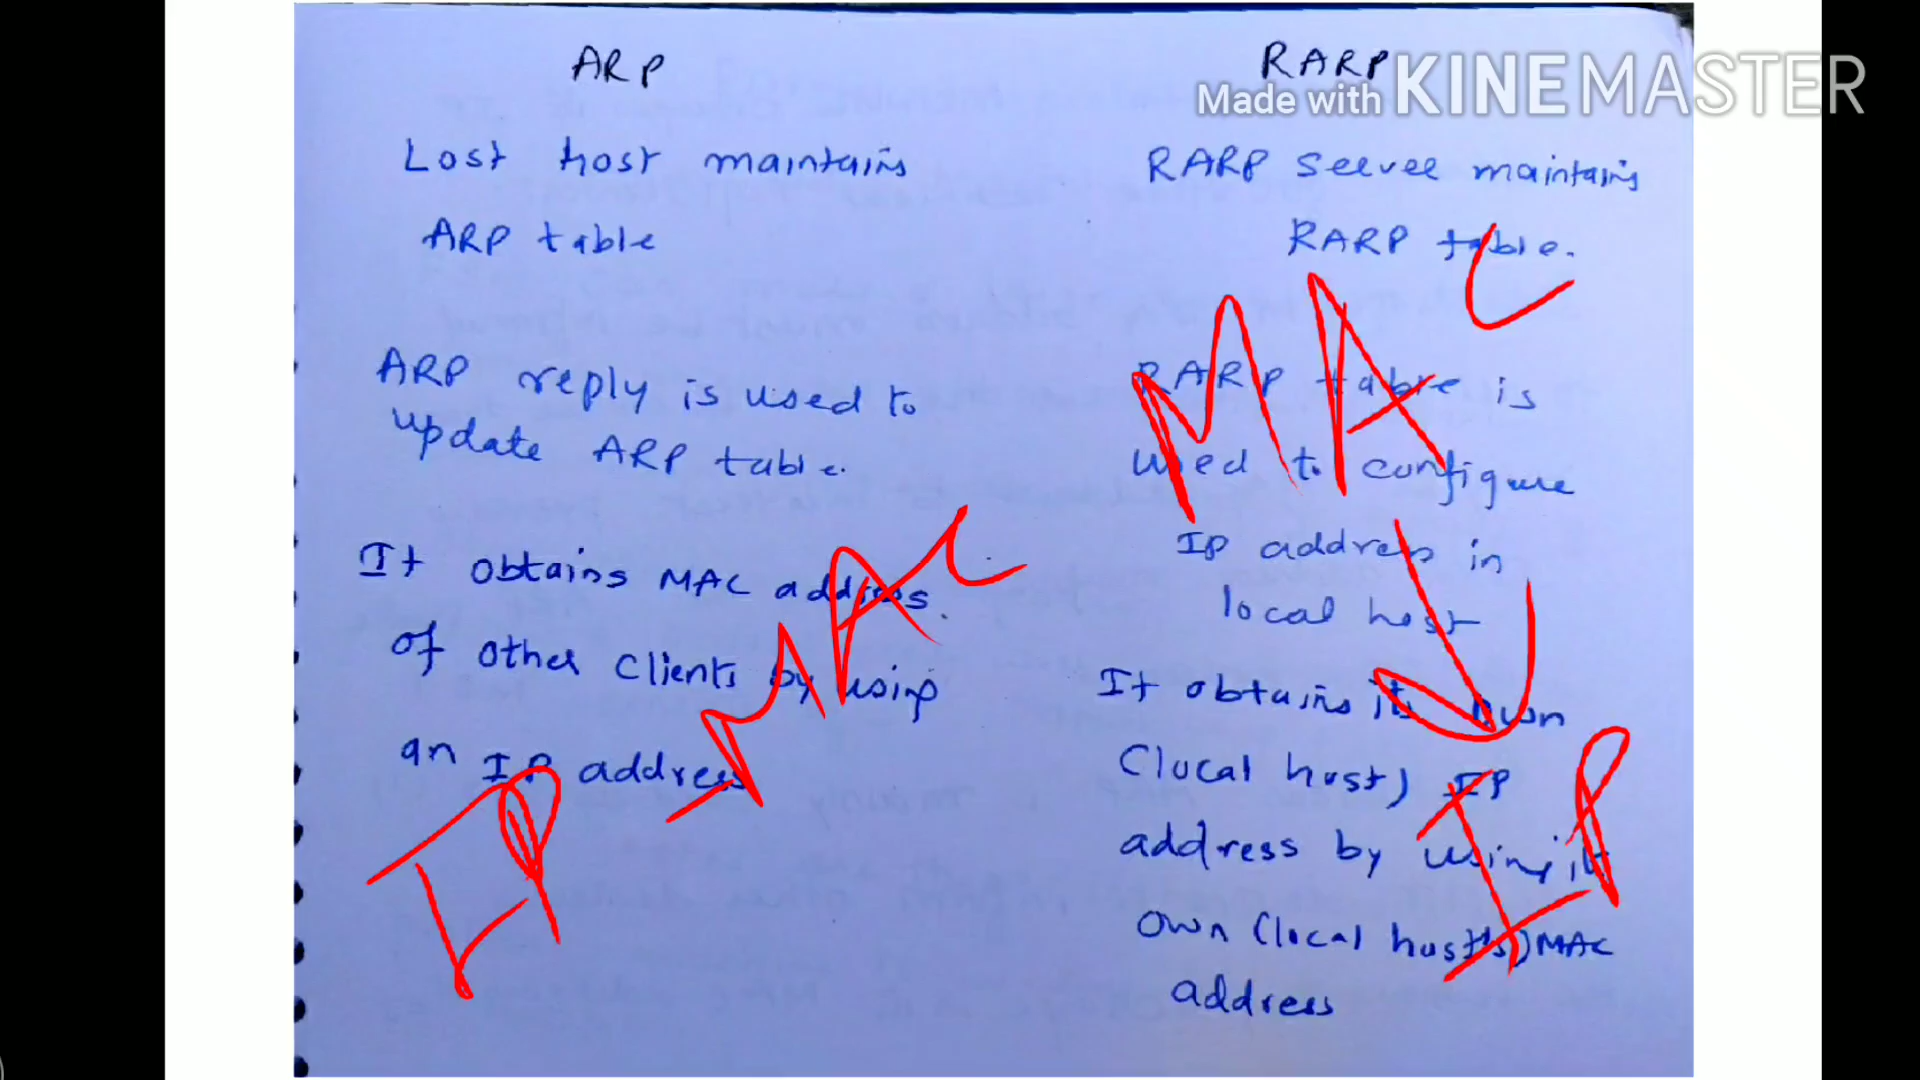 ARP
Lost host maintains
ARP table
ARP reply is used to
update ARP table.
It obtains MAC address
of other clients by using
an IP address
IP - MAC
RARP
Made with KINEMASTER
RARP server maintains
RARP table.
RARP table is
used to configure
IP address in
local host
It obtains its own
(local host) IP
address by using it
own (local host's) MAC
address
MAC
IP